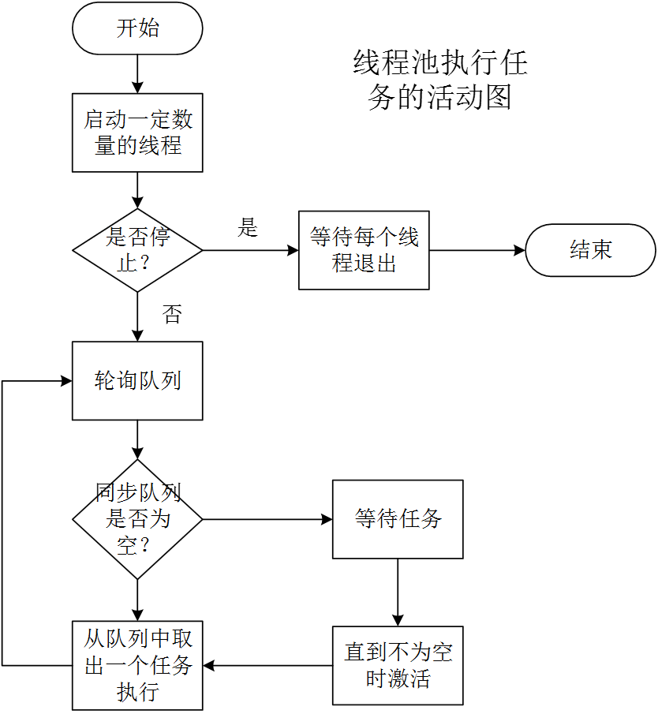 开始
线程池执行任
务的活动图
启动一定数
量的线程
是否停
止？
是
等待每个线
程退出
结束
否
轮询队列
同步队列
是否为
空？
等待任务
从队列中取
出一个任务
执行
直到不为空
时激活